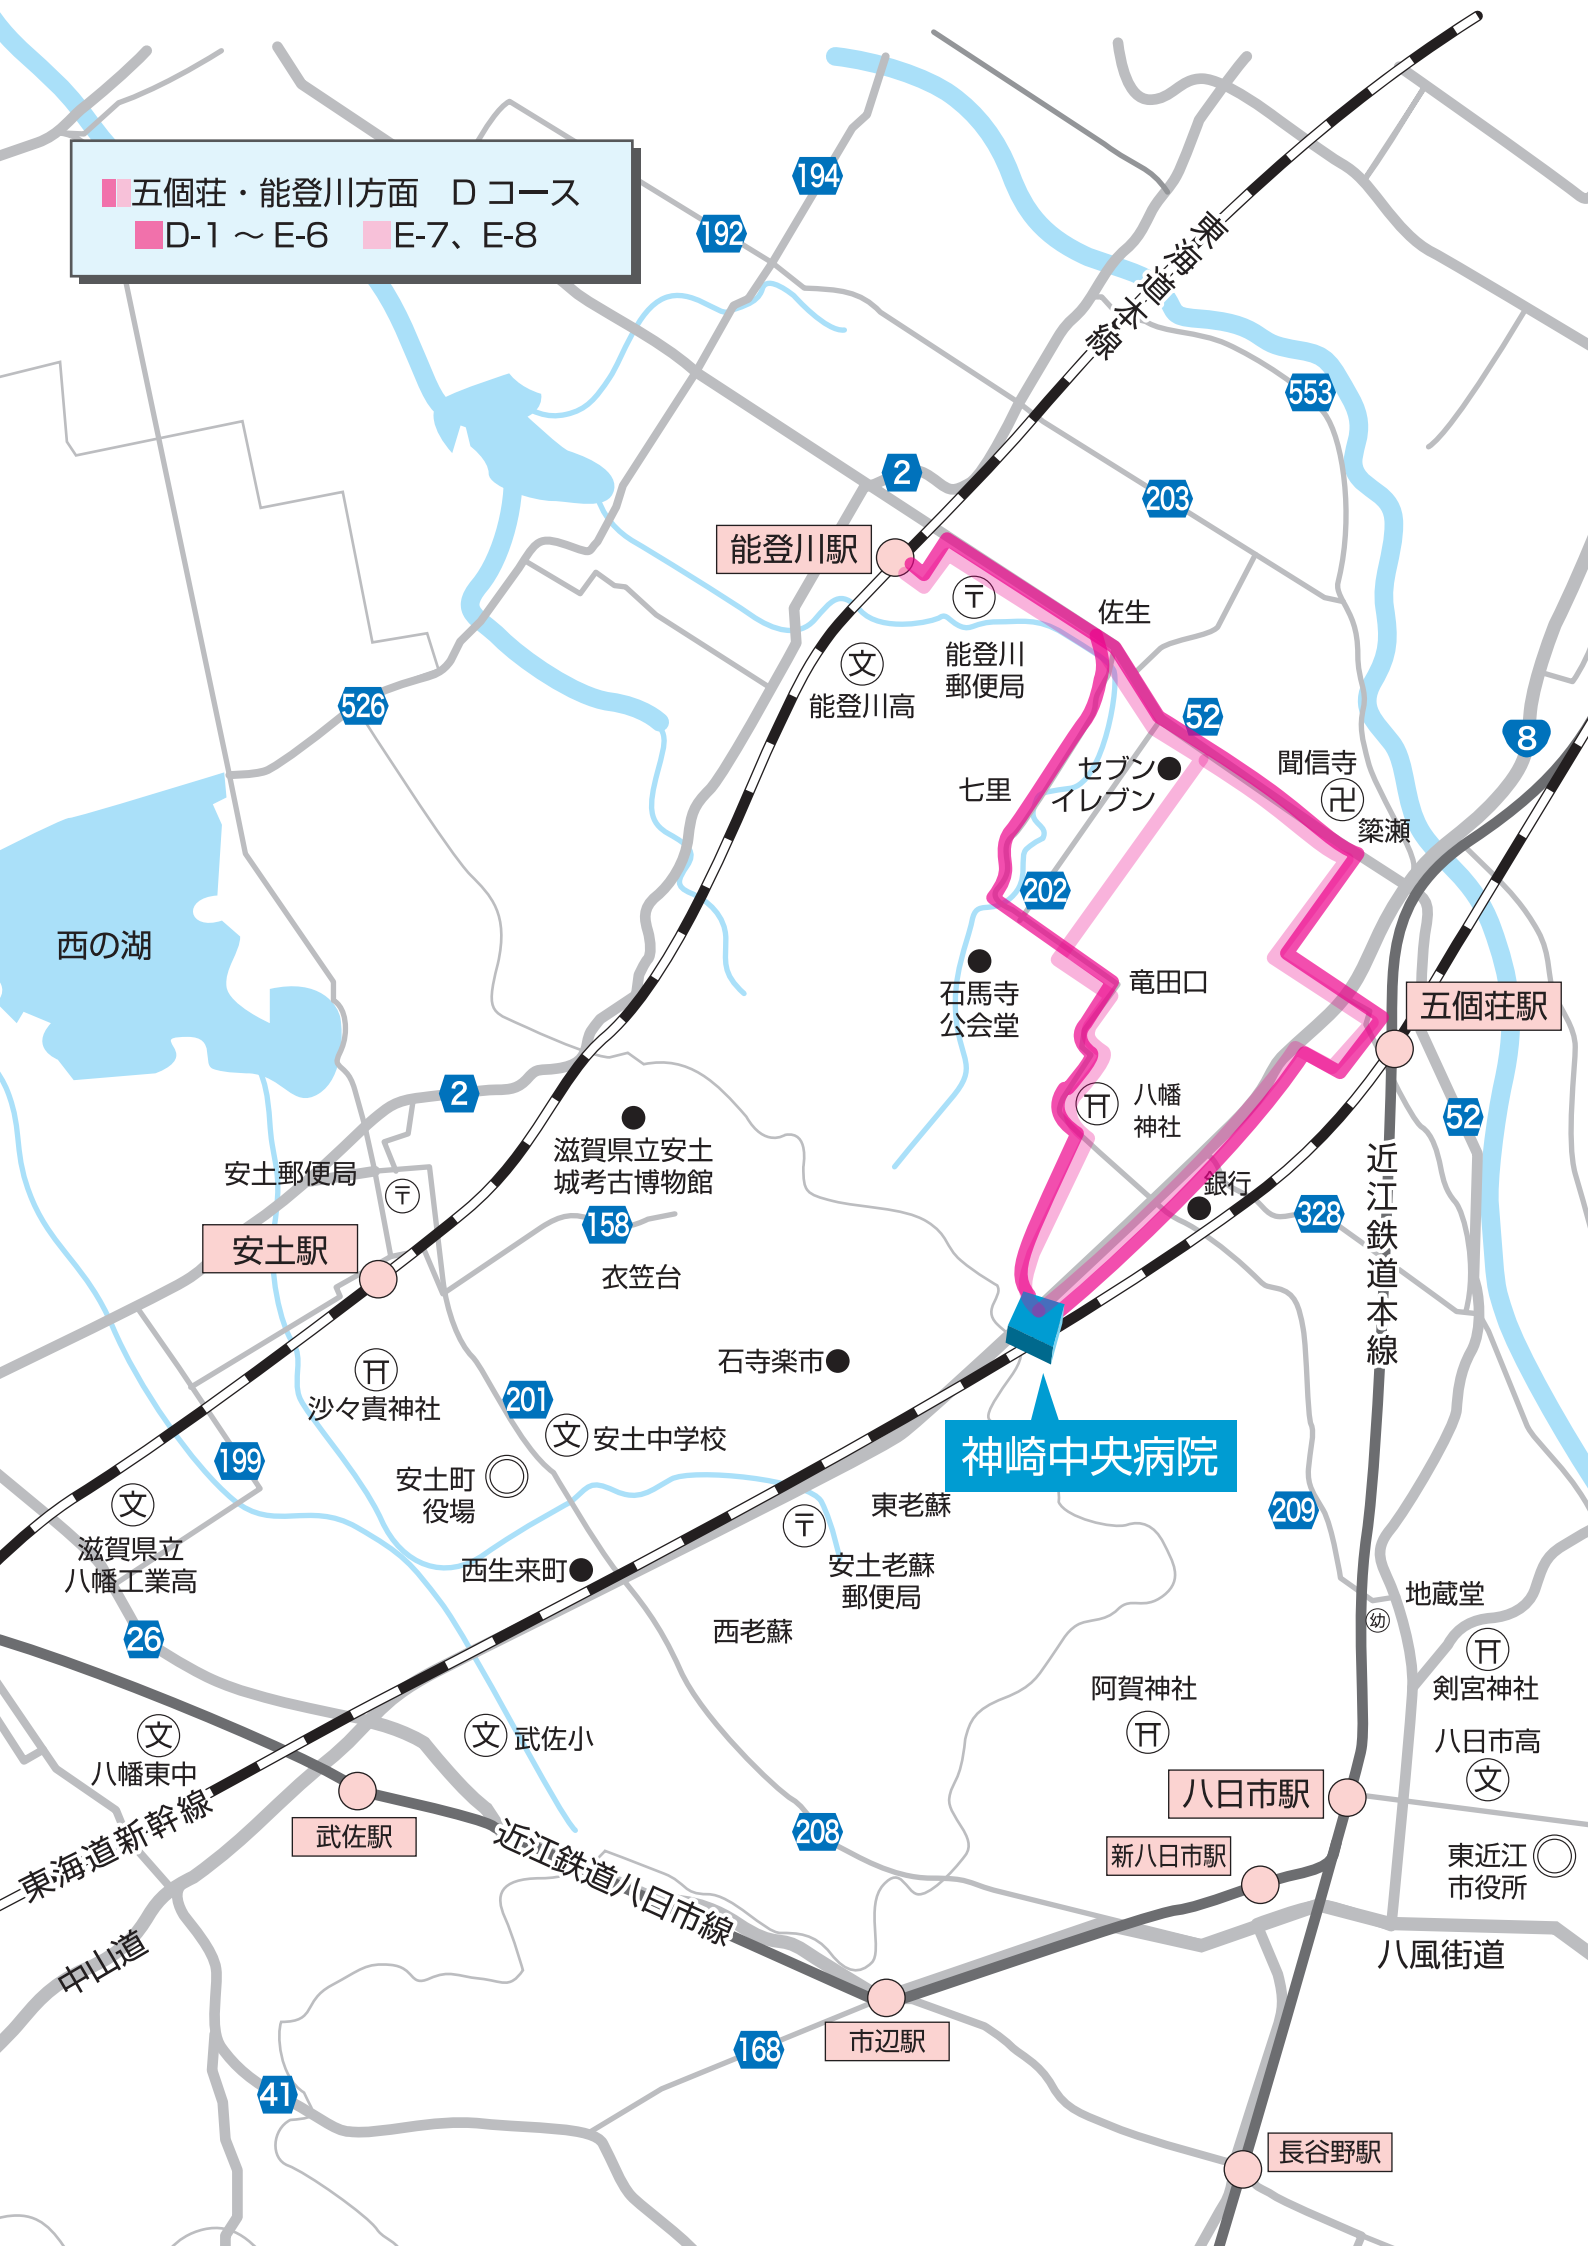 五個荘・能登川方面　D コース
D-1 ～ E-6　E-7、E-8
194
192
東海道本線
553
2
203
能登川駅
〒
佐生
文
能登川
郵便局
能登川高
526
52
8
セブン
イレブン
聞信寺
卍
簗瀬
七里
202
西の湖
石馬寺
公会堂
竜田口
五個荘駅
2
八幡
神社
52
滋賀県立安土
城考古博物館
安土郵便局
〒
近江鉄道本線
銀行
158
328
安土駅
衣笠台
石寺楽市
沙々貴神社
201
文
安土中学校
神崎中央病院
199
安土町
役場
文
滋賀県立
八幡工業高
東老蘇
209
〒
安土老蘇
郵便局
西生来町
地蔵堂
幼
26
西老蘇
剣宮神社
阿賀神社
文
八幡東中
文
武佐小
八日市高
文
八日市駅
東海道新幹線
武佐駅
近江鉄道八日市線
208
新八日市駅
東近江
市役所
中山道
八風街道
市辺駅
168
41
長谷野駅